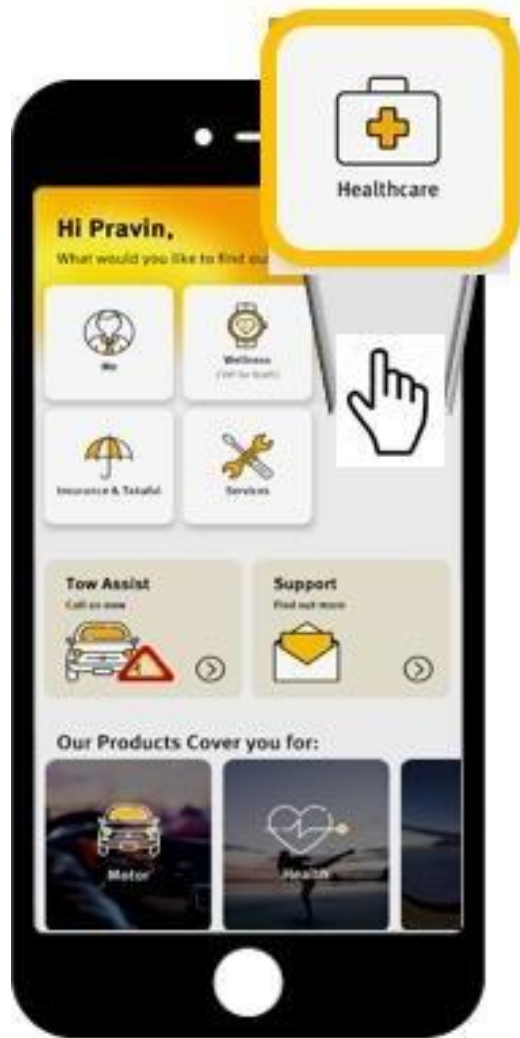 Healthcare
Hi Pravin,
What would you like to find
Me
Wellness
Insurance & Takaful
Services
Tow Assist
Call us now
Support
Find out more
Our Products Cover you for:
Motor
Health